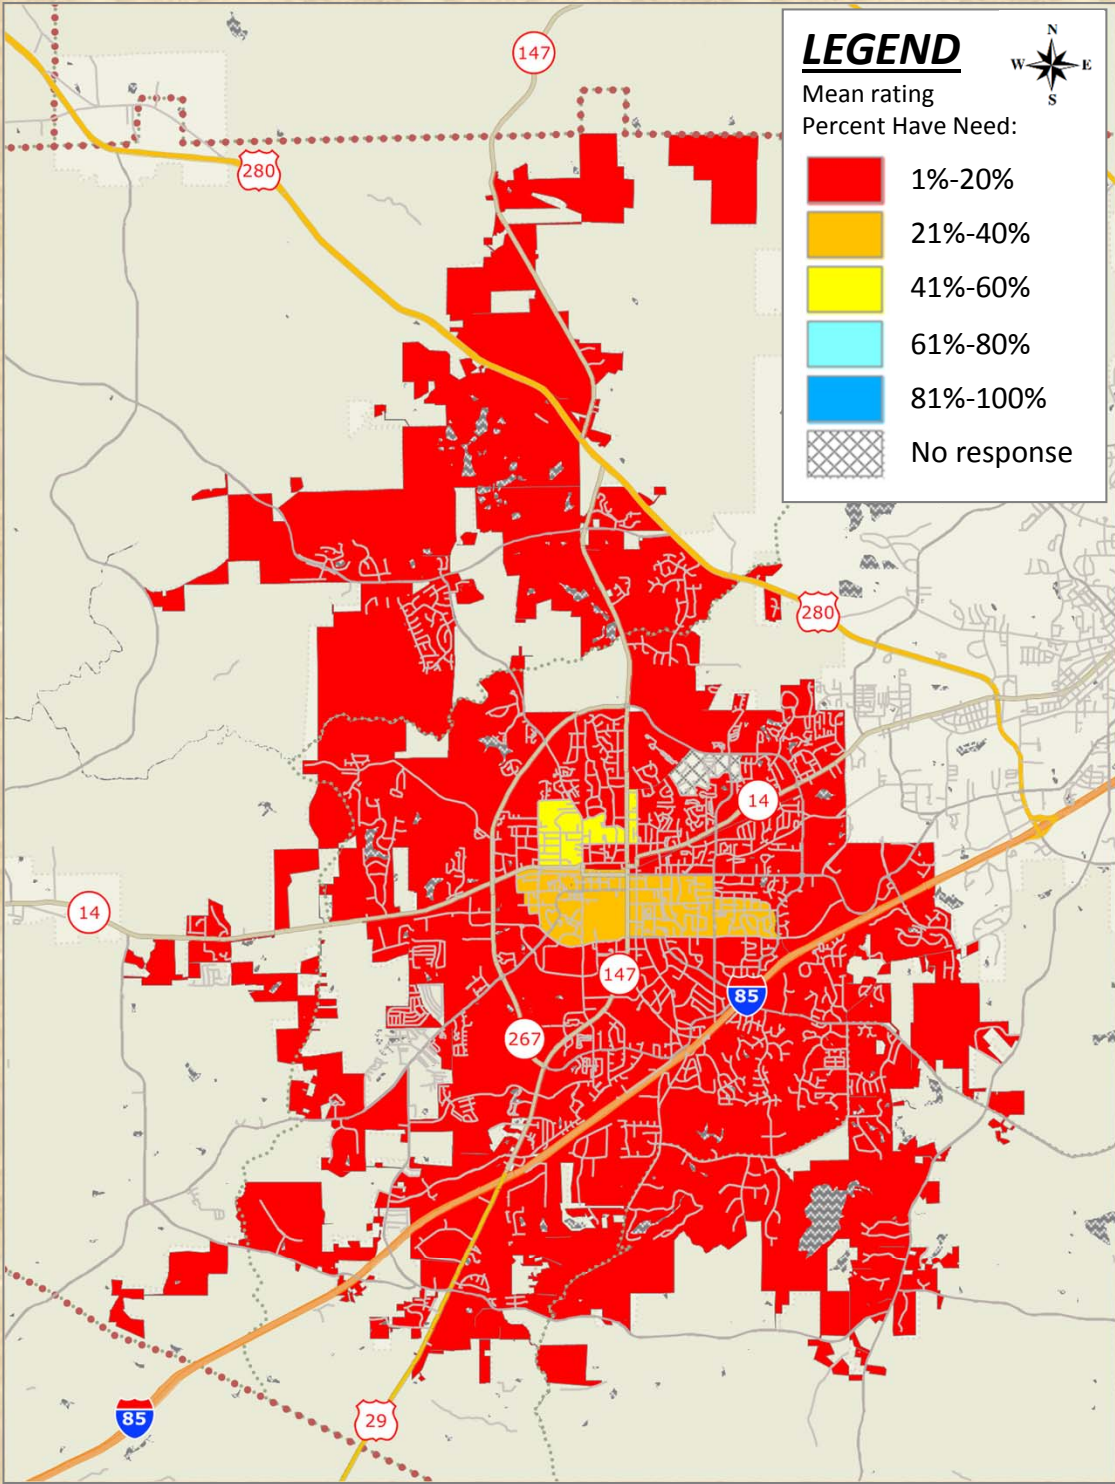 147
LEGEND
N
W E
S
Mean rating
Percent Have Need:
280
1%-20%
21%-40%
41%-60%
61%-80%
81%-100%
No response
280
14
14
147
85
267
85
29